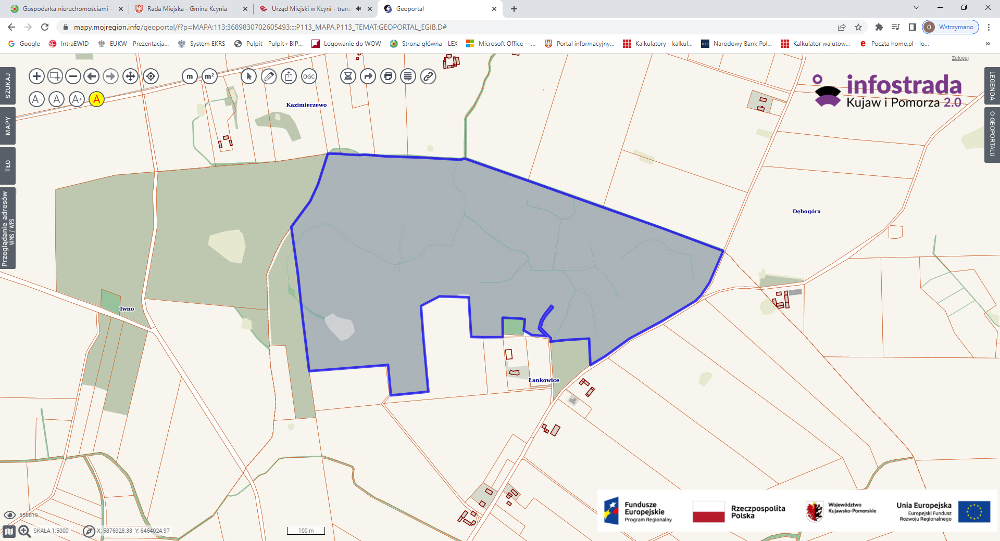 Gospodarka nieruchomościami -
Rada Miejska - Gmina Kcynia
Urząd Miejski w Kcyni - trans
Geoportal
mapy.mojregion.info/geoportal/f?p=MAPA:113:3689830702605493::::P113_MAPA,P113_TEMAT:GEOPORTAL_EGIB,D#
O Wstrzymano
Google
IntraEWID
EUKW - Prezentacja...
System EKRS
Pulpit - Pulpit ‹ BIP...
Logowanie do WOW
Strona główna - LEX
Microsoft Office —...
Portal informacyjny...
Kalkulatory - kalkul...
NBP
Narodowy Bank Pol...
Kalkulator walutow...
Poczta home.pl - lo...
»
Zaloguj
SZUKAJ
MAPY
TŁO
Przeglądanie adresów
WMS / WFS
m
m²
OGC
A-
A
A+
A
LEGENDA
O GEOPORTALU
infostrada
Kujaw i Pomorza 2.0
Kazimierzewo
Dębogóra
Iwno
Łankowice
555619
SKALA 1:5000
X: 5876928.38 Y: 6464024.97
100 m
Fundusze
Europejskie
Program Regionalny
Rzeczpospolita
Polska
Województwo
Kujawsko-Pomorskie
Unia Europejska
Europejski Fundusz
Rozwoju Regionalnego